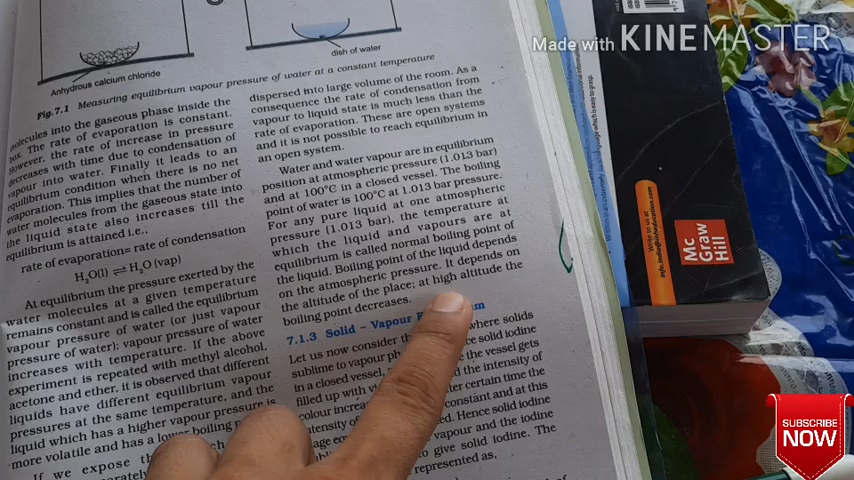 Anhydrous calcium chloride
dish of water
Fig.7.1 Measuring equilibrium vapour pressure of water at a constant temperature
molecules into the gaseous phase inside the
box. The rate of evaporation is constant.
However, the rate of increase in pressure
decreases with time due to condensation of
vapour into water. Finally it leads to an
equilibrium condition when there is no net
evaporation. This implies that the number of
water molecules from the gaseous state into
the liquid state also increases till the
equilibrium is attained i.e.,
rate of evaporation= rate of condensation
H2O(l) ⇌ H2O (vap)
At equilibrium the pressure exerted by the
water molecules at a given temperature
remains constant and is called the equilibrium
vapour pressure of water (or just vapour
pressure of water); vapour pressure of water
increases with temperature. If the above
experiment is repeated with methyl alcohol,
acetone and ether, it is observed that different
liquids have different equilibrium vapour
pressures at the same temperature, and the
liquid which has a higher vapour pressure is
more volatile and has a lower boiling
If we expose
dispersed into large volume of the room. As a
consequence the rate of condensation from
vapour to liquid state is much less than the
rate of evaporation. These are open systems
and it is not possible to reach equilibrium in
an open system.
Water and water vapour are in equilibrium
position at atmospheric pressure (1.013 bar)
and at 100°C in a closed vessel. The boiling
point of water is 100°C at 1.013 bar pressure.
For any pure liquid at one atmospheric
pressure (1.013 bar), the temperature at
which the liquid and vapours are at
equilibrium is called normal boiling point of
the liquid. Boiling point of the liquid depends
on the atmospheric pressure. It depends on
the altitude of the place; at high altitude the
boiling point decreases.
7.1.3 Solid – Vapour
Let us now consider where solids
sublime to vapour solid iodine
in a closed vessel, the vessel gets
filled up with the intensity of
colour certain time the
constant and at this
Hence solid iodine
vapour and the iodine
to give solid iodine. The
represented as,
Made with KINEMASTER
Write to us at
info.india@mheducation.com
Mc
Graw
Hill
SUBSCRIBE
NOW